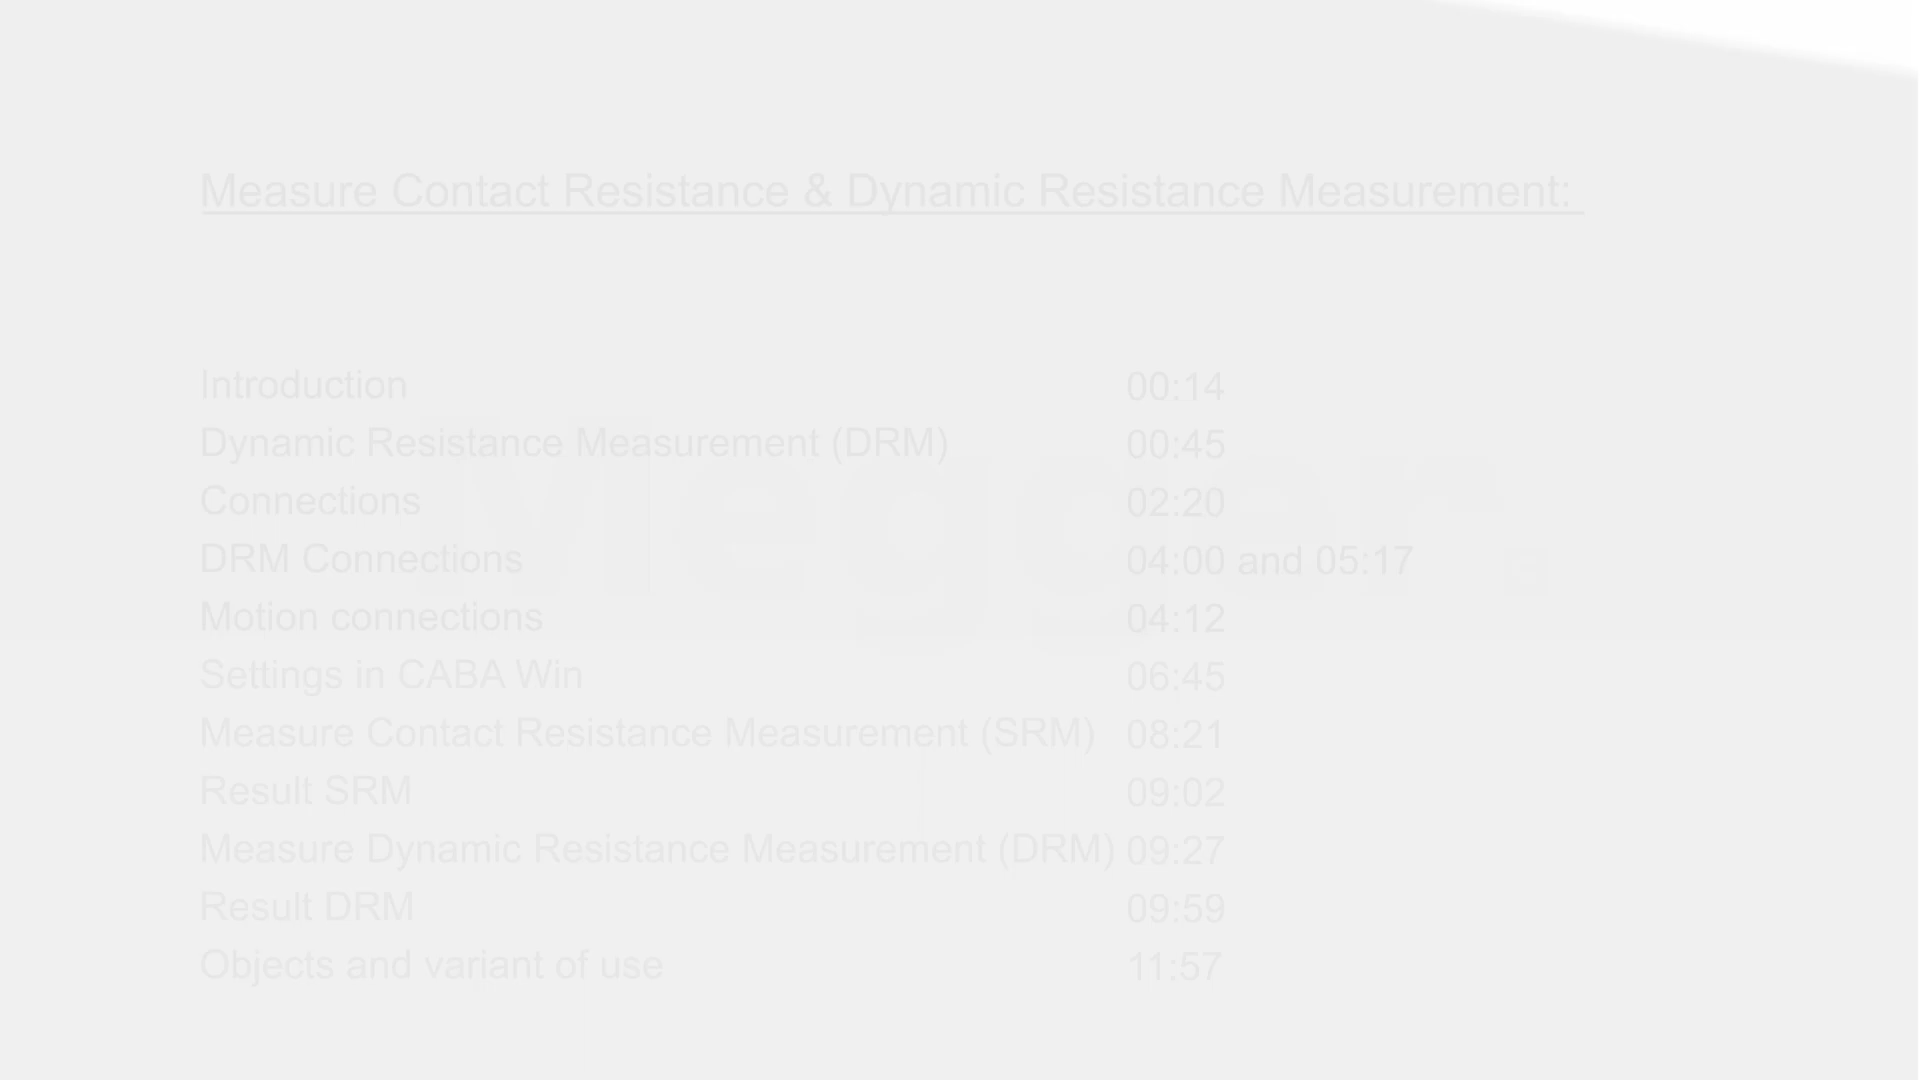 Measure Contact Resistance & Dynamic Resistance Measurement:
Introduction 00:14
Dynamic Resistance Measurement (DRM) 00:45
Connections 02:20
DRM Connections 04:00 and 05:17
Motion connections 04:12
Settings in CABA Win 06:45
Measure Contact Resistance Measurement (SRM) 08:21
Result SRM 09:02
Measure Dynamic Resistance Measurement (DRM) 09:27
Result DRM 09:59
Objects and variant of use 11:57
Megger